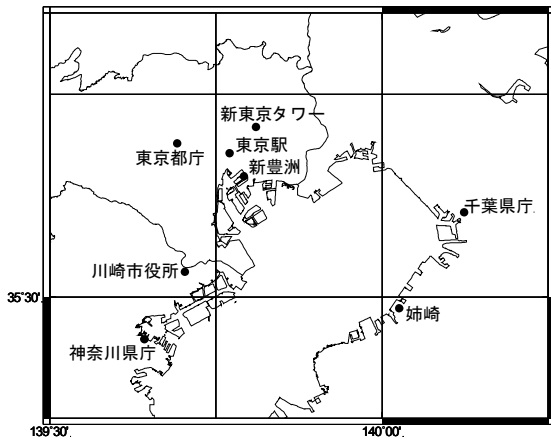 新東京タワー
東京駅
東京都庁
新豊洲
千葉県庁
川崎市役所
35°30'
姉崎
神奈川県庁
139°30'
140°00'